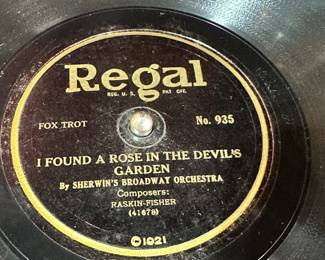 Regal
REG. U. S. PAT. OFF.
FOX TROT No. 935
I FOUND A ROSE IN THE DEVIL'S
GARDEN
By SHERWIN'S BROADWAY ORCHESTRA
Composers:
RASKIN-FISHER
(41678)
©1921